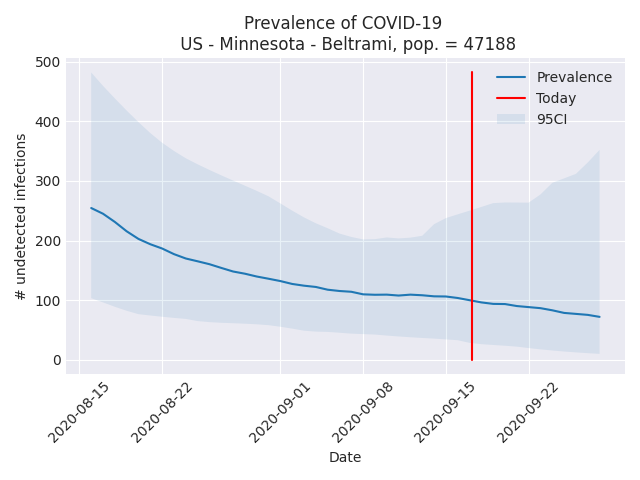 Prevalence of COVID-19
US - Minnesota - Beltrami, pop. = 47188
# undetected infections
500
400
300
200
100
0
Prevalence
Today
95CI
2020-08-15
2020-08-22
2020-09-01
2020-09-08
2020-09-15
2020-09-22
Date